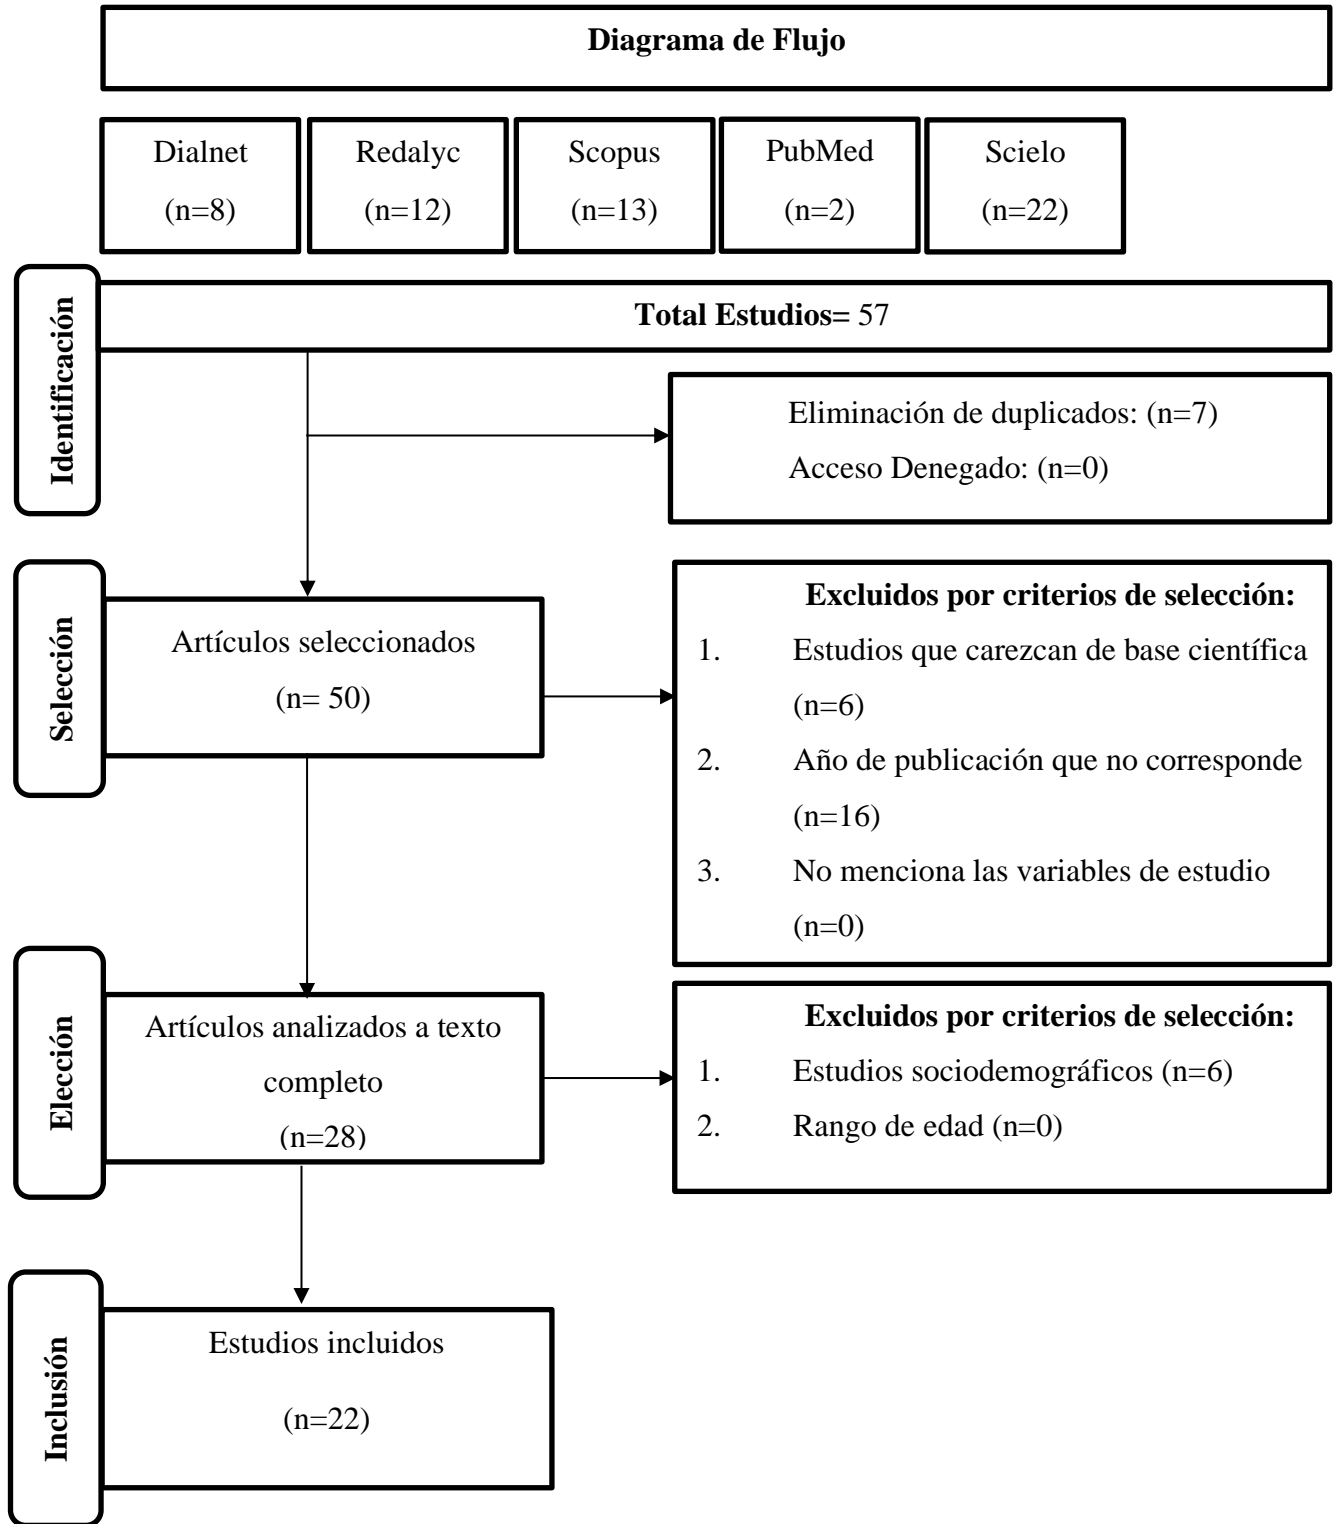 Diagrama de Flujo
Dialnet
(n=8)
Redalyc
(n=12)
Scopus
(n=13)
PubMed
(n=2)
Scielo
(n=22)
Identificación
Total Estudios= 57
Eliminación de duplicados: (n=7)
Acceso Denegado: (n=0)
Selección
Artículos seleccionados
(n= 50)
Excluidos por criterios de selección:
1. Estudios que carezcan de base científica
(n=6)
2. Año de publicación que no corresponde
(n=16)
3. No menciona las variables de estudio
(n=0)
Elección
Artículos analizados a texto
completo
(n=28)
Excluidos por criterios de selección:
1. Estudios sociodemográficos (n=6)
2. Rango de edad (n=0)
Inclusión
Estudios incluidos
(n=22)